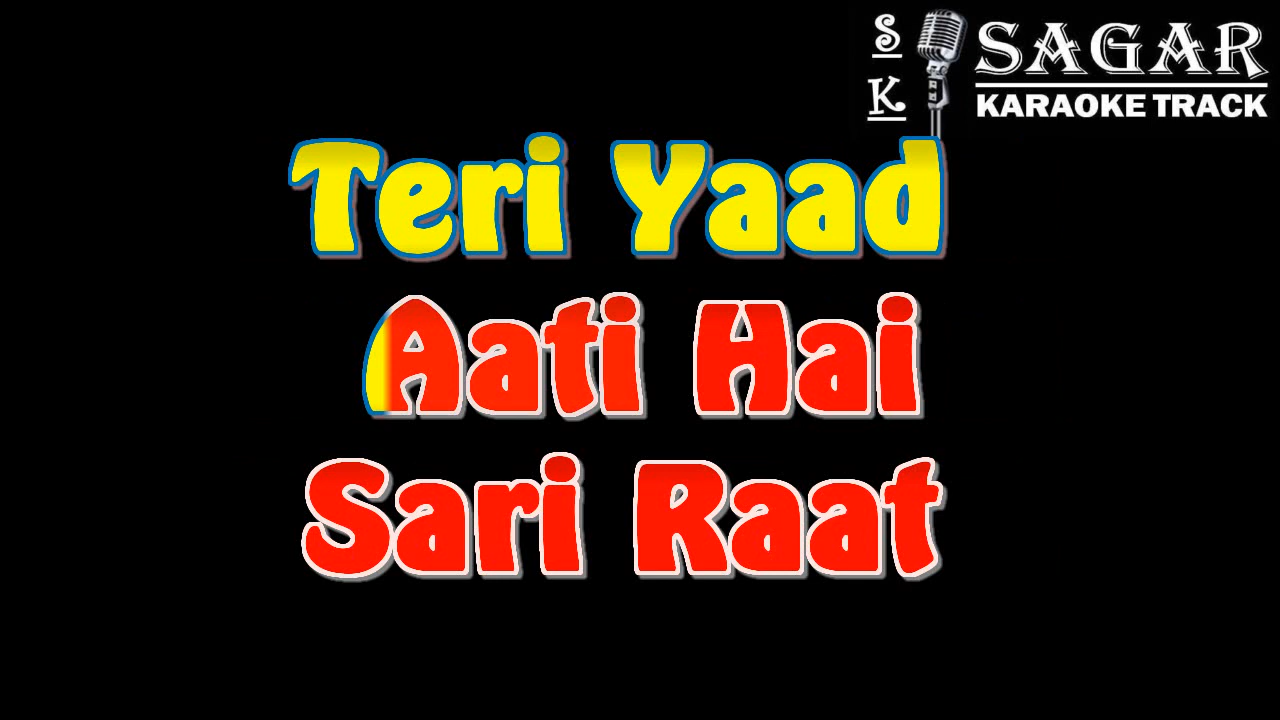 S K
SAGAR
KARAOKE TRACK
Teri Yaad
Aati Hai
Sari Raat